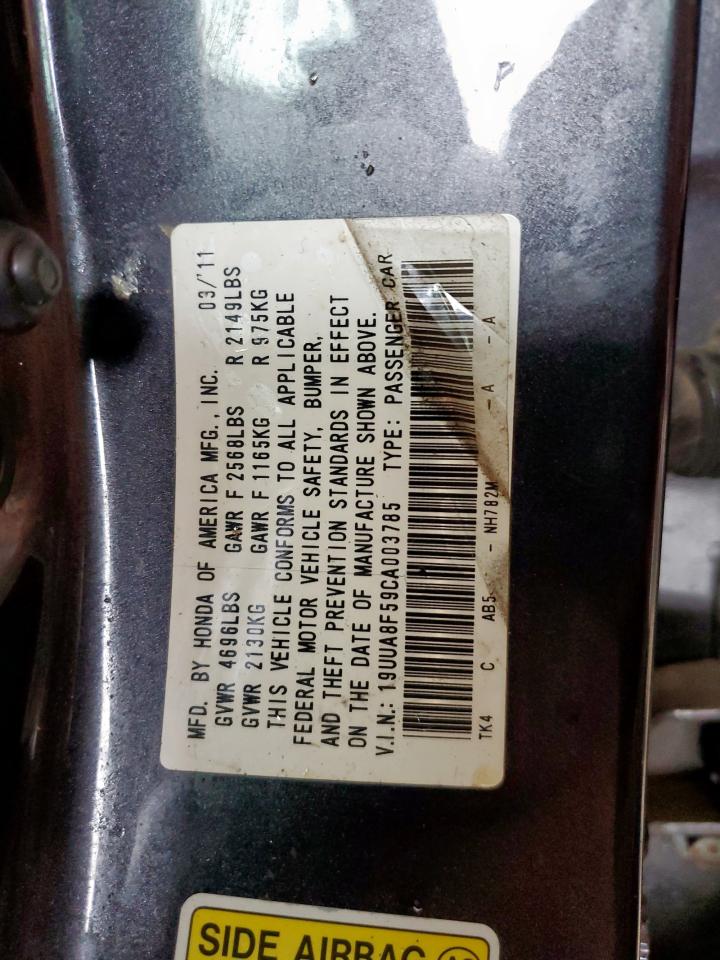 MFD. BY HONDA OF AMERICA MFG., INC. 03/'11
GVWR 4696LBS GAWR F 2568LBS R 2149LBS
GVWR 2130KG GAWR F 1165KG R 975KG
THIS VEHICLE CONFORMS TO ALL APPLICABLE
FEDERAL MOTOR VEHICLE SAFETY, BUMPER,
AND THEFT PREVENTION STANDARDS IN EFFECT
ON THE DATE OF MANUFACTURE SHOWN ABOVE.
V.I.N.: 19UUA8F59CA003785 TYPE: PASSENGER CAR
TK4 C AB5 - NH782M - A - A
SIDE AIRBAG